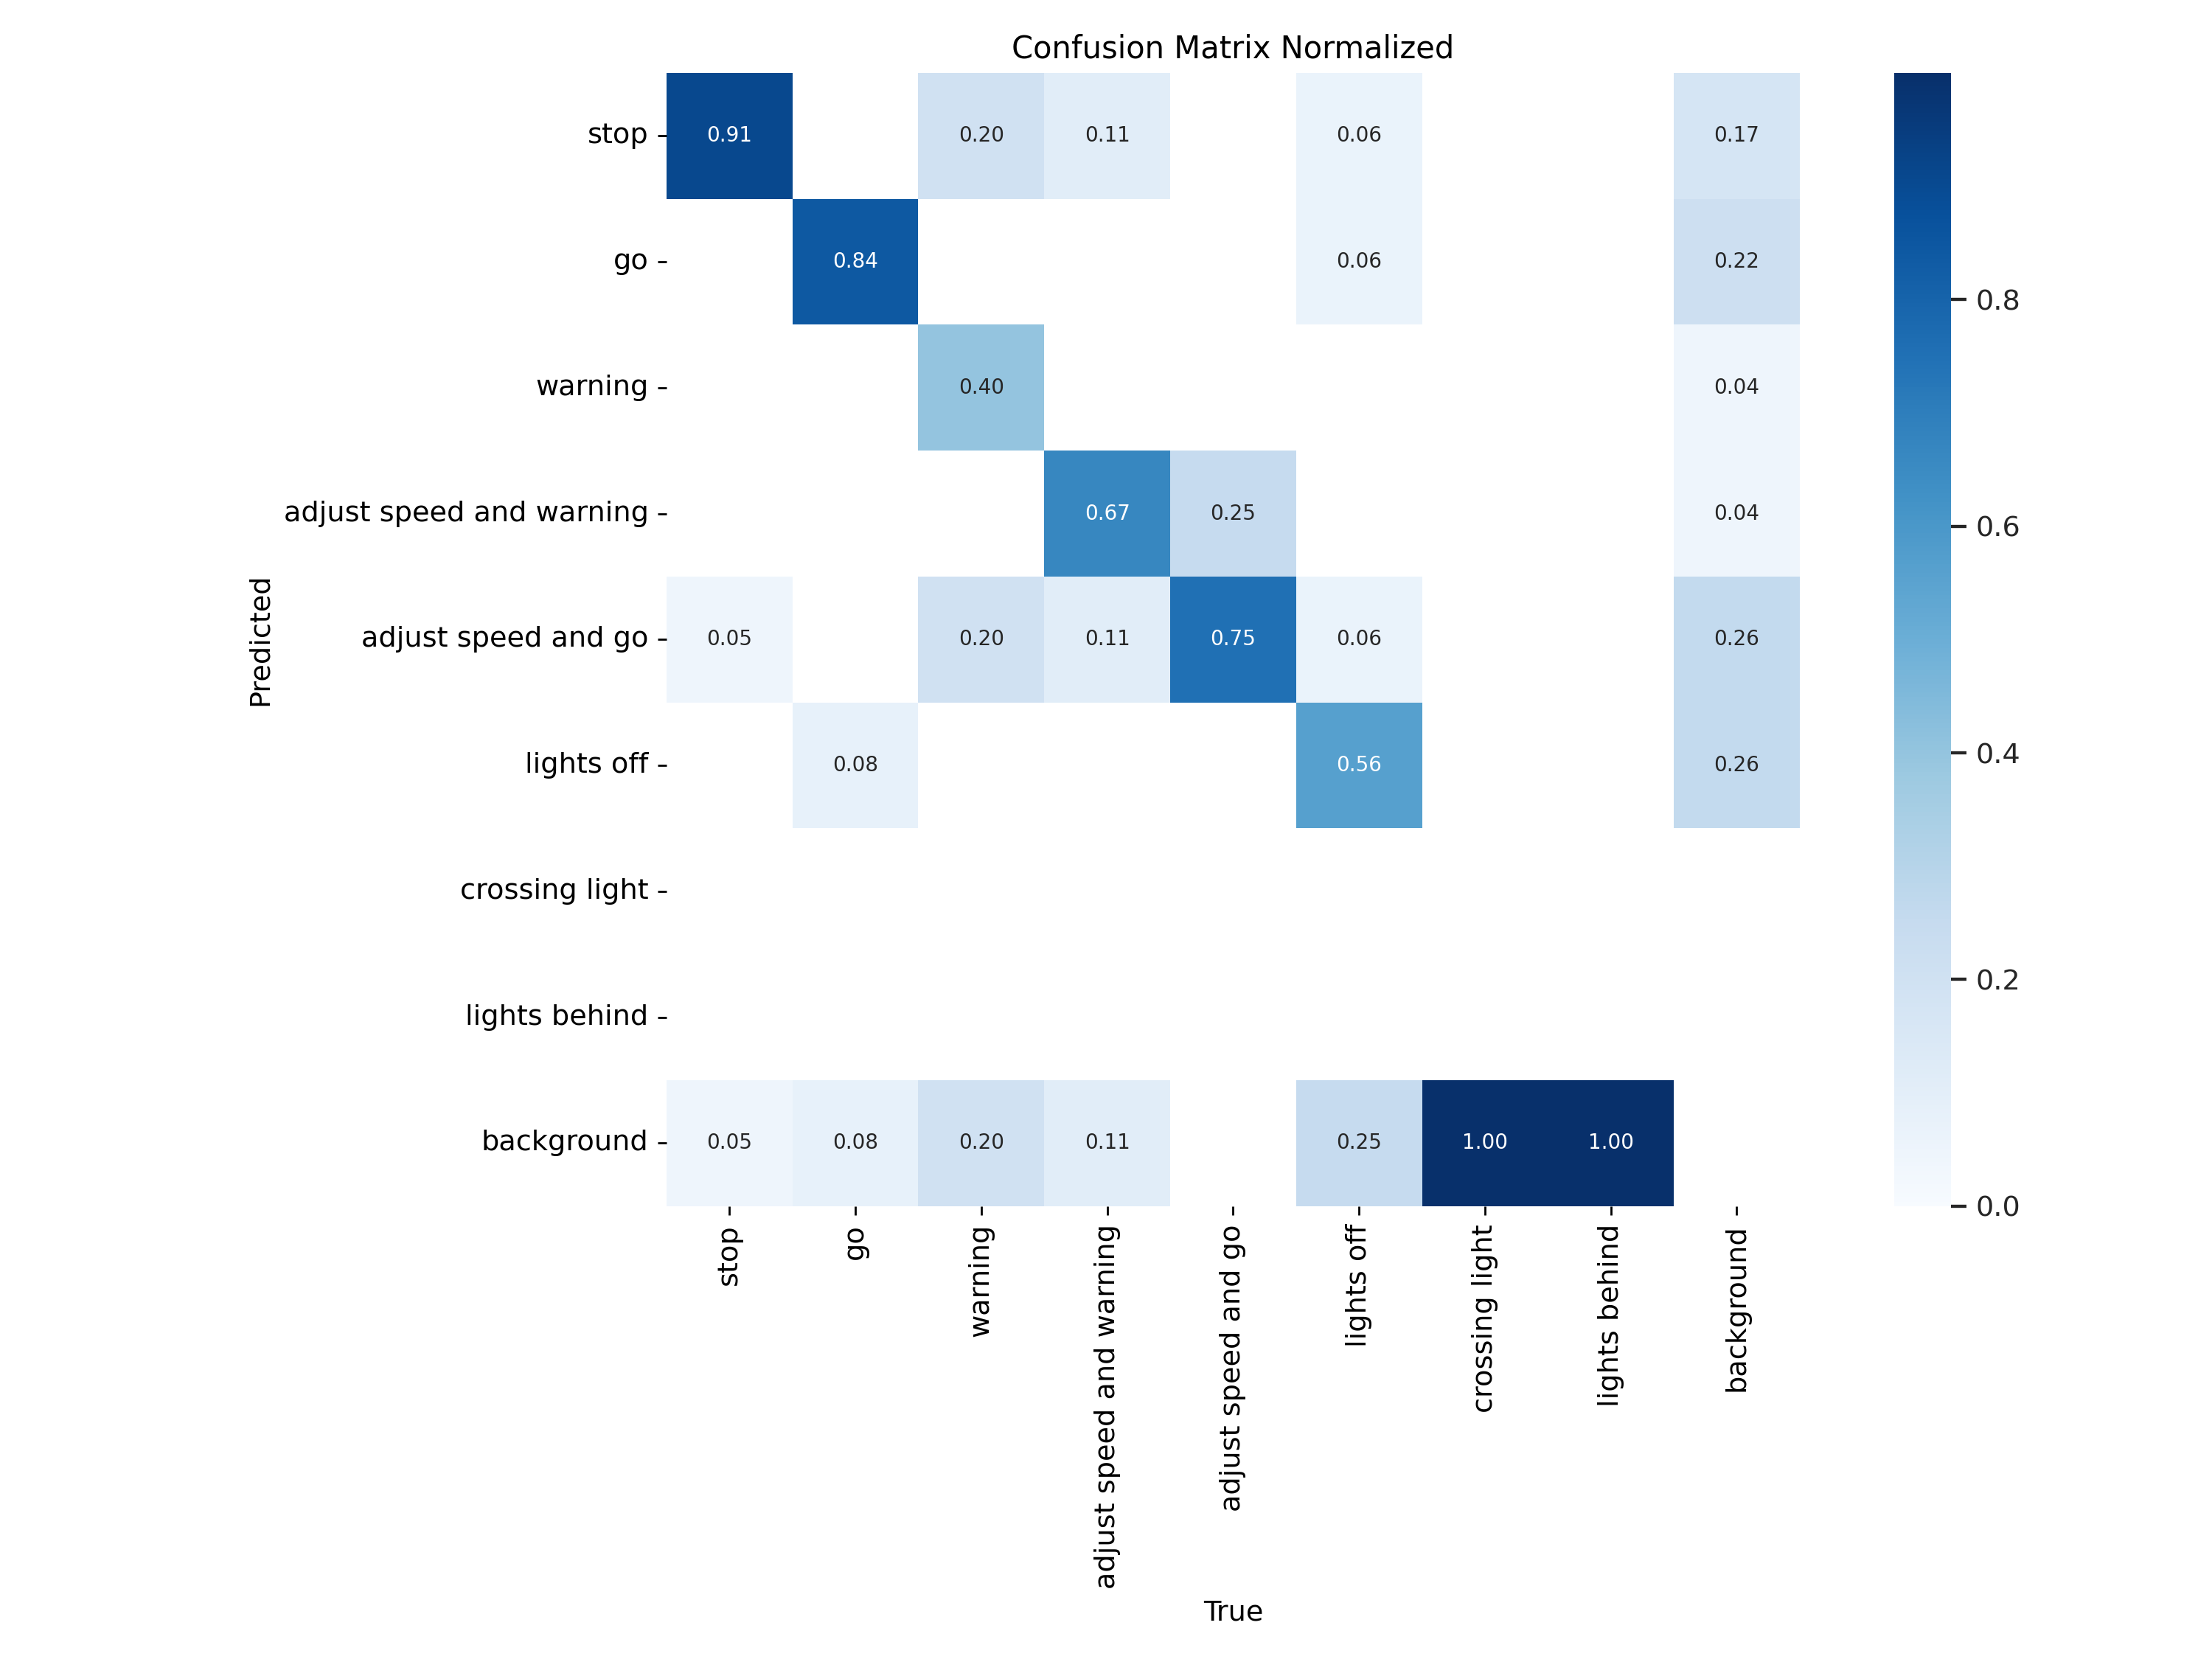 Confusion Matrix Normalized
stop 0.91 0.20 0.11 0.06 0.17
go 0.84 0.06 0.22
0.8
warning 0.40 0.04
adjust speed and warning 0.67 0.25 0.04
0.6
Predicted
adjust speed and go 0.05 0.20 0.11 0.75 0.06 0.26
lights off 0.08 0.56 0.26
0.4
crossing light
0.2
lights behind
background 0.05 0.08 0.20 0.11 0.25 1.00 1.00
0.0
stop
go
warning
adjust speed and warning
adjust speed and go
lights off
crossing light
lights behind
background
True